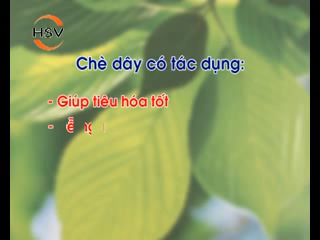 HSV
Chè dây có tác dụng:
- Giúp tiêu hóa tốt
-